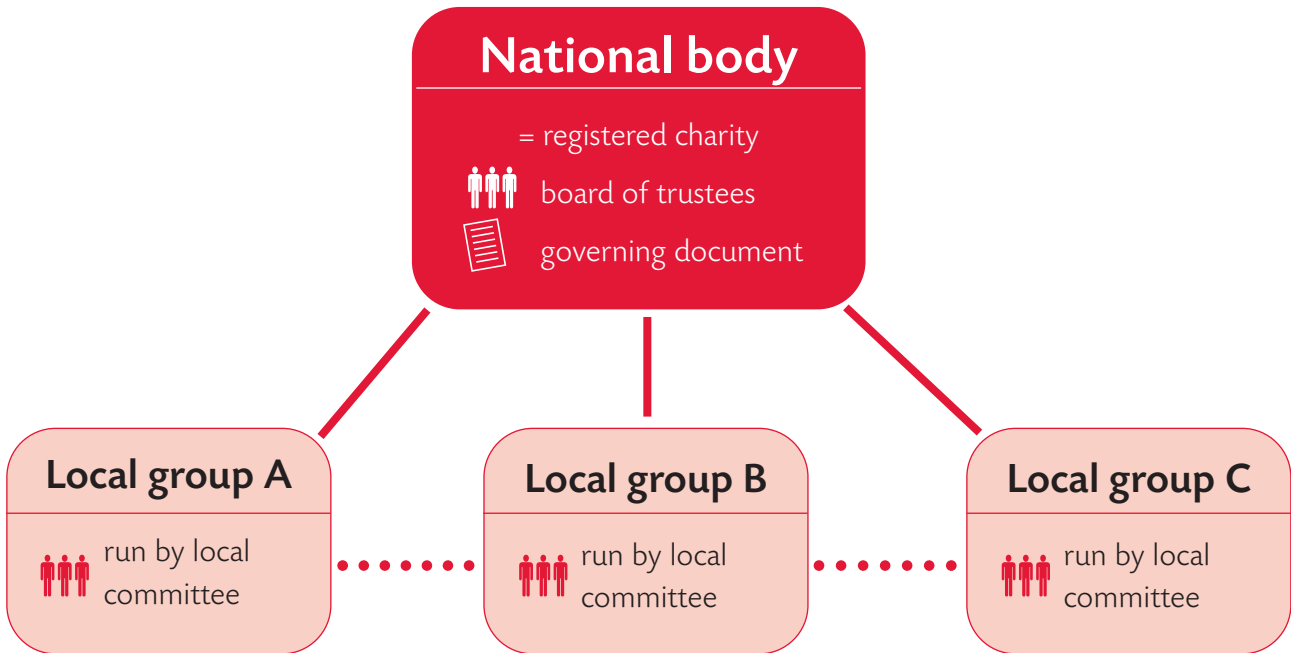 National body
= registered charity
board of trustees
governing document
Local group A
run by local
committee
Local group B
run by local
committee
Local group C
run by local
committee